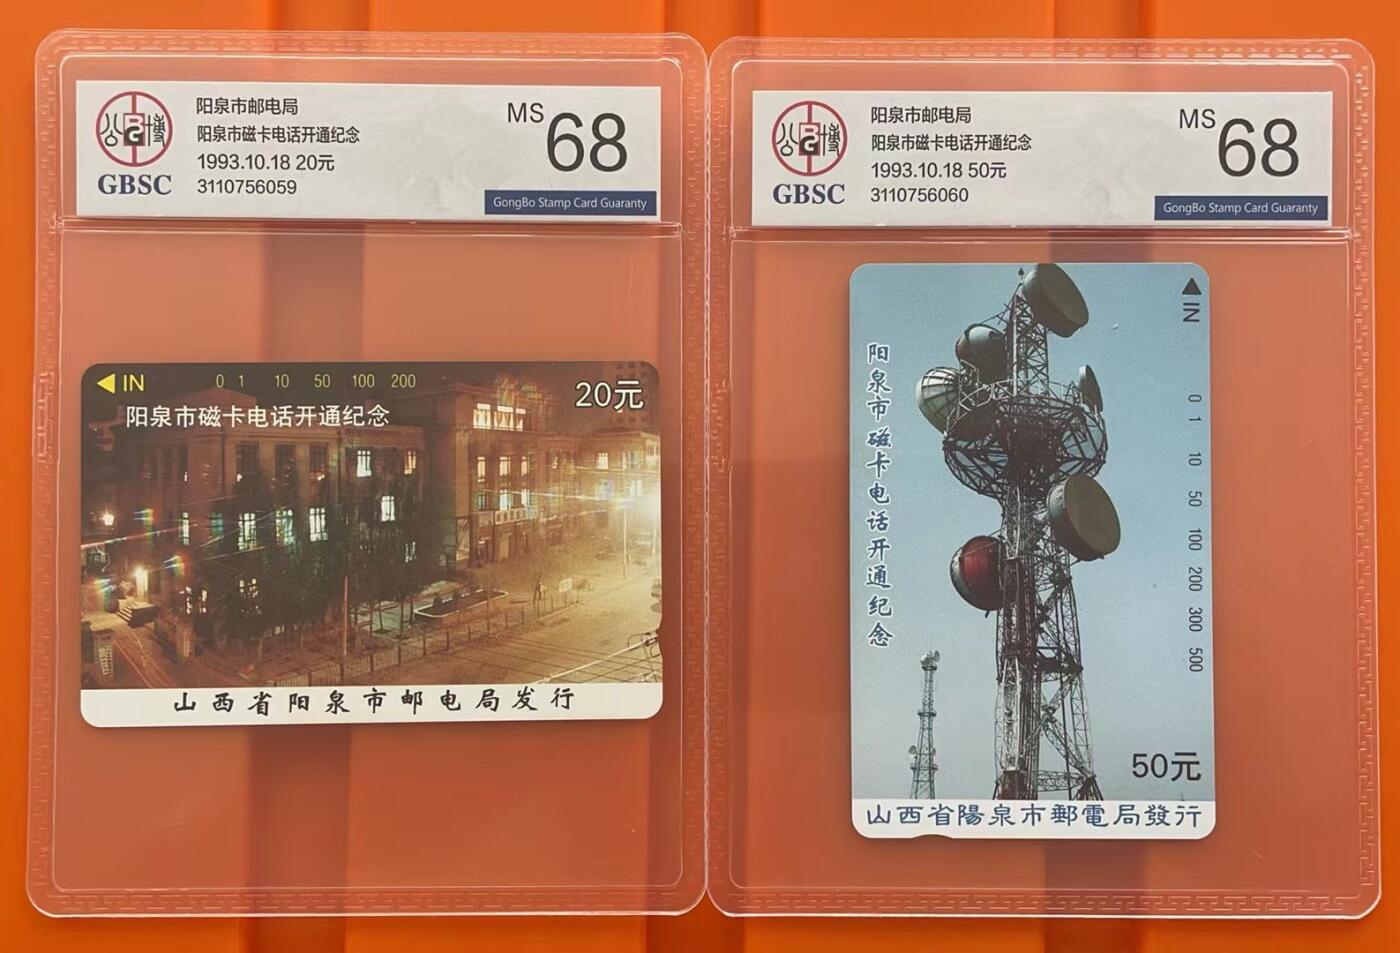 公博
BG
GBSC
阳泉市邮电局
阳泉市磁卡电话开通纪念
1993.10.18 20元
3110756059
MS 68
GongBo Stamp Card Guaranty
IN 0 1 10 50 100 200
20元
阳泉市磁卡电话开通纪念
山西省阳泉市邮电局发行
公博
BG
GBSC
阳泉市邮电局
阳泉市磁卡电话开通纪念
1993.10.18 50元
3110756060
MS 68
GongBo Stamp Card Guaranty
IN 0 1 10 50 100 200 300 500
阳泉市磁卡电话开通纪念
50元
山西省陽泉市郵電局發行